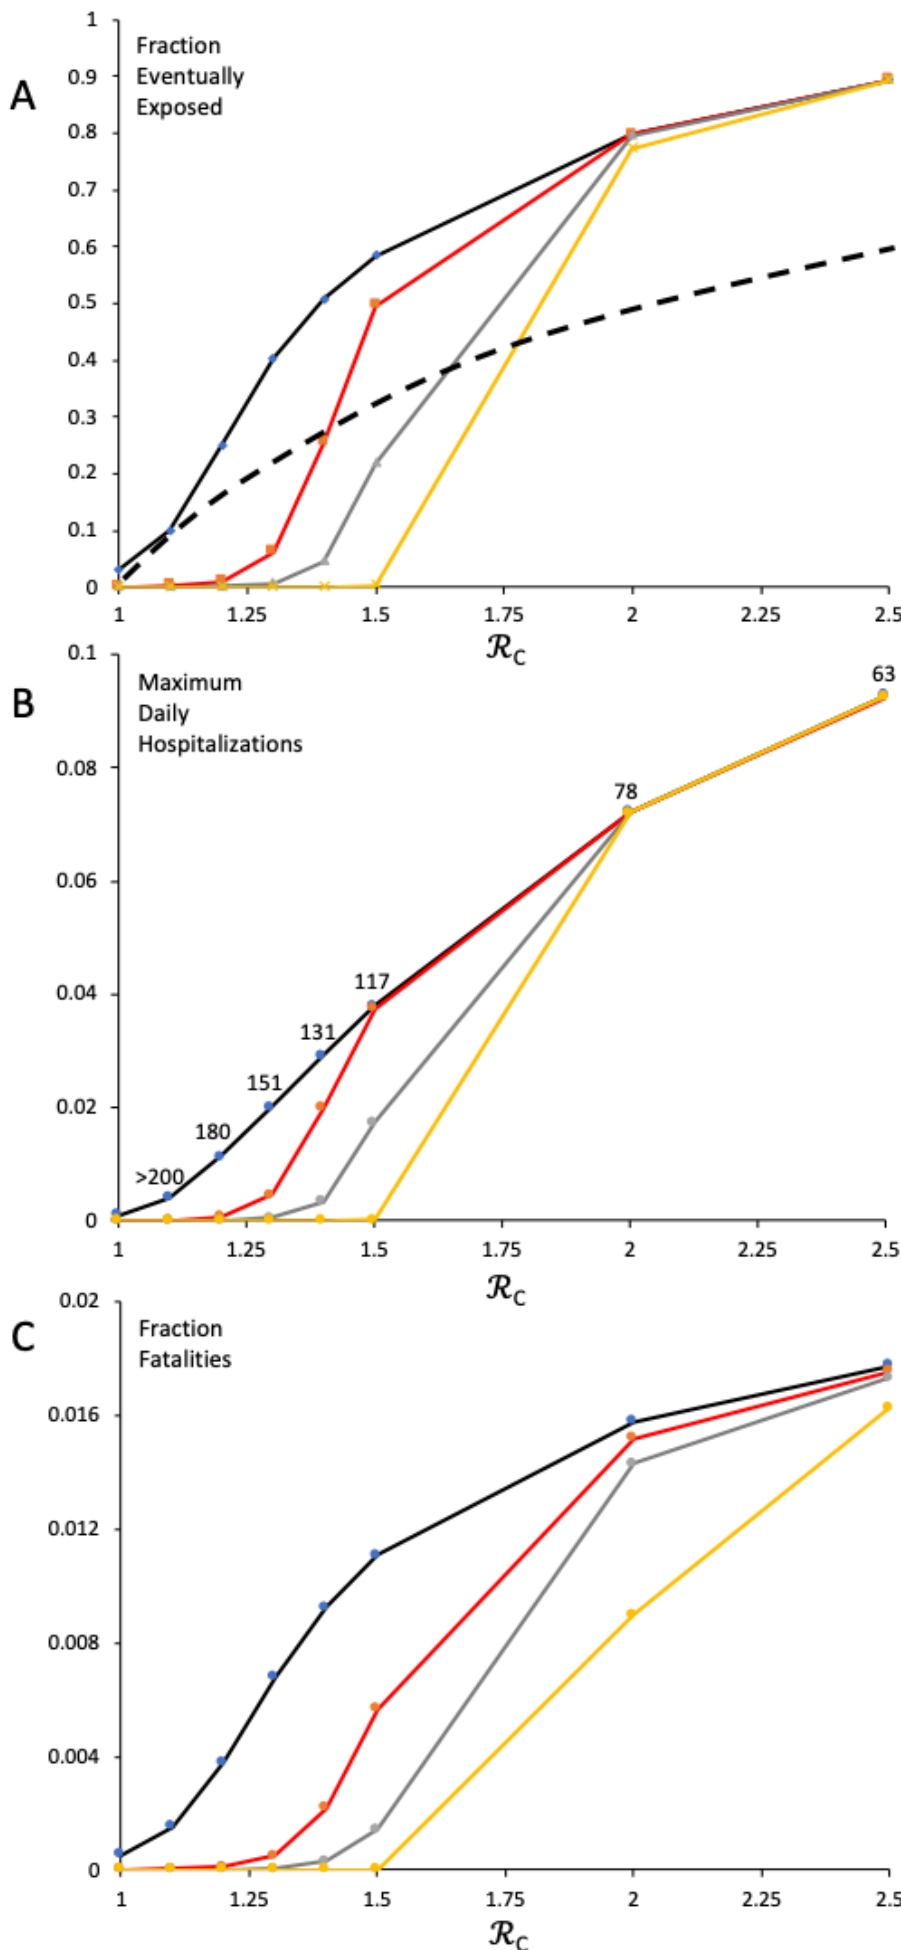 A
Fraction
Eventually
Exposed
1
0.9
0.8
0.7
0.6
0.5
0.4
0.3
0.2
0.1
0
1 1.25 1.5 1.75 2 2.25 2.5
ℛC
B
Maximum
Daily
Hospitalizations
0.1
0.08
0.06
0.04
0.02
0
>200
180
151
131
117
78
63
1 1.25 1.5 1.75 2 2.25 2.5
ℛC
C
Fraction
Fatalities
0.02
0.016
0.012
0.008
0.004
0
1 1.25 1.5 1.75 2 2.25 2.5
ℛC